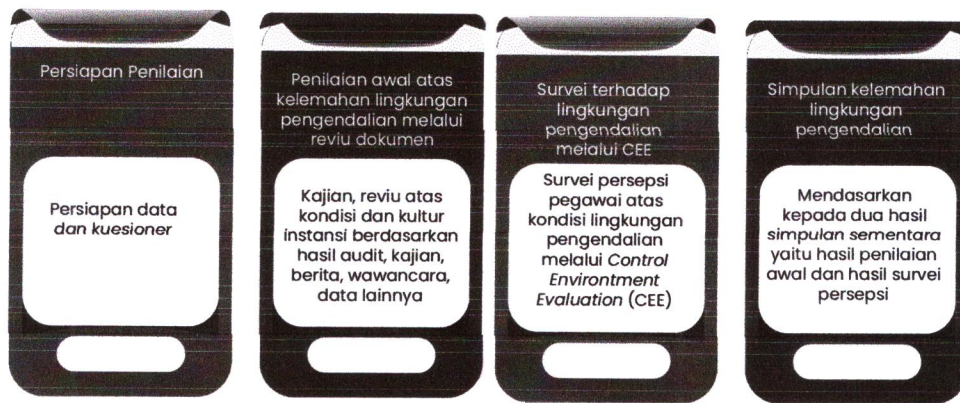 Persiapan Penilaian
Persiapan data
dan kuesioner
Penilaian awal atas
kelemahan lingkungan
pengendalian melalui
reviu dokumen
Kajian, reviu atas
kondisi dan kultur
instansi berdasarkan
hasil audit, kajian,
berita, wawancara,
data lainnya
Survei terhadap
lingkungan
pengendalian
melalui CEE
Survei persepsi
pegawai atas
kondisi lingkungan
pengendalian
melalui Control
Environtment
Evaluation (CEE)
Simpulan kelemahan
lingkungan
pengendalian
Mendasarkan
kepada dua hasil
simpulan sementara
yaitu hasil penilaian
awal dan hasil survei
persepsi